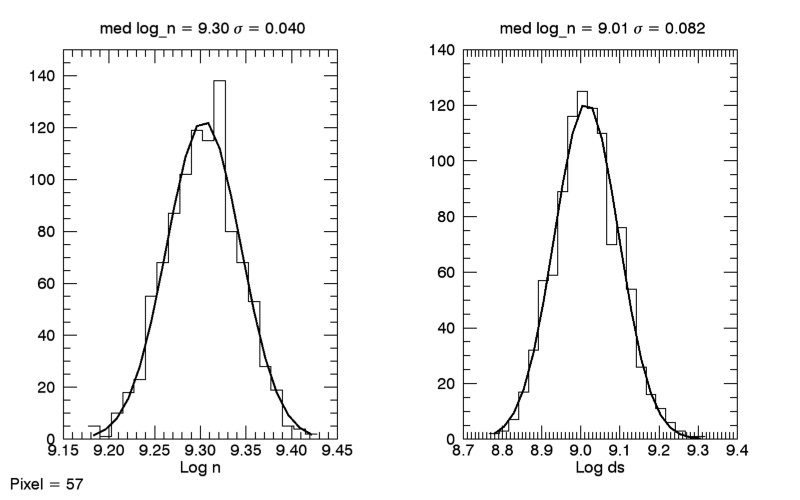 med log_n = 9.30 σ = 0.040
140
120
100
80
60
40
20
0
9.15 9.20 9.25 9.30 9.35 9.40 9.45
Log n
med log_n = 9.01 σ = 0.082
140
120
100
80
60
40
20
0
8.7 8.8 8.9 9.0 9.1 9.2 9.3 9.4
Log ds
Pixel = 57